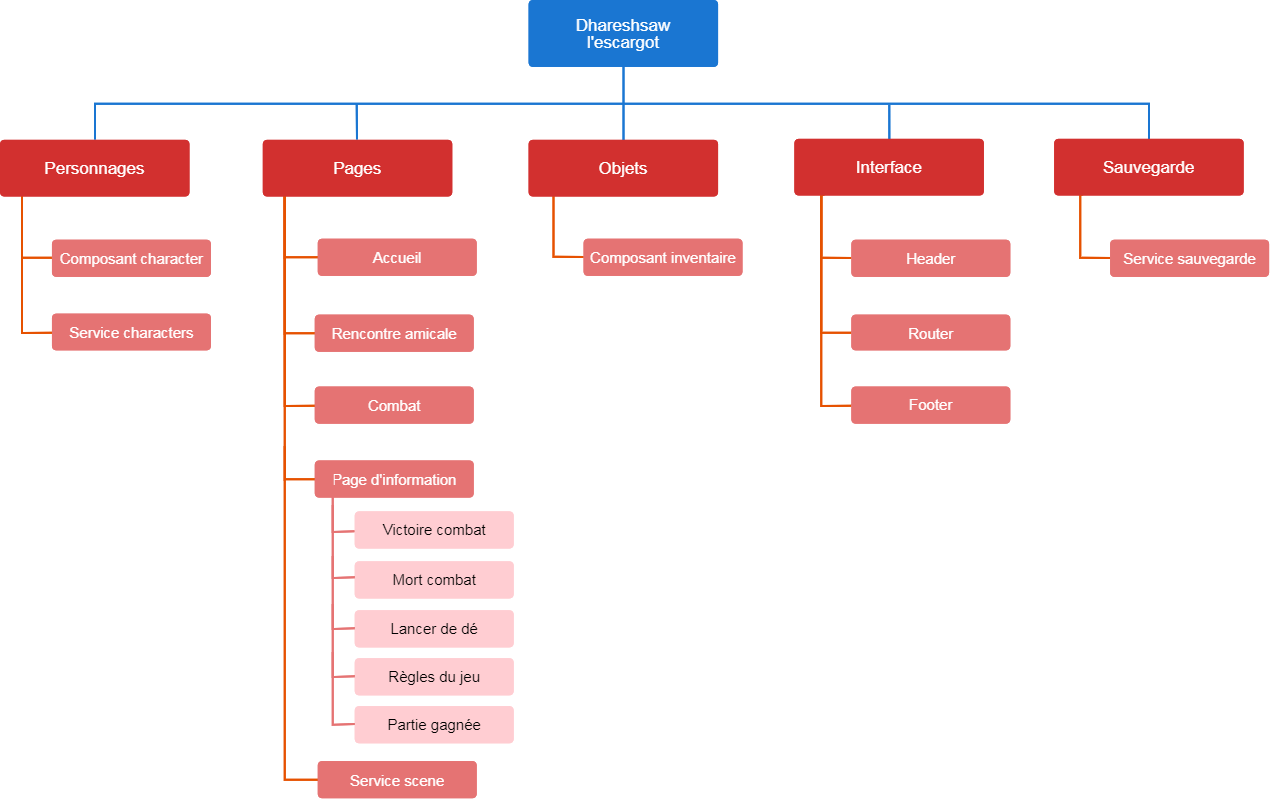 Dhareshsaw
l'escargot
Personnages
Composant character
Service characters
Pages
Accueil
Rencontre amicale
Combat
Page d'information
Victoire combat
Mort combat
Lancer de dé
Règles du jeu
Partie gagnée
Service scene
Objets
Composant inventaire
Interface
Header
Router
Footer
Sauvegarde
Service sauvegarde